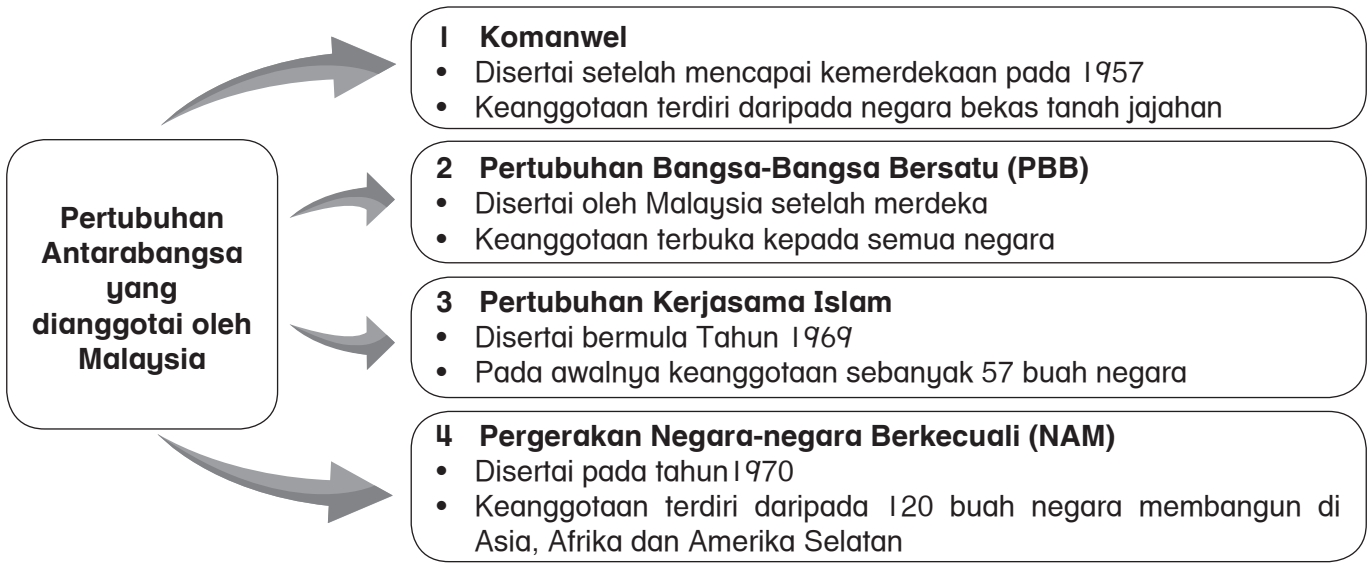 Pertubuhan
Antarabangsa
yang
dianggotai oleh
Malaysia
1 Komanwel
• Disertai setelah mencapai kemerdekaan pada 1957
• Keanggotaan terdiri daripada negara bekas tanah jajahan
2 Pertubuhan Bangsa-Bangsa Bersatu (PBB)
• Disertai oleh Malaysia setelah merdeka
• Keanggotaan terbuka kepada semua negara
3 Pertubuhan Kerjasama Islam
• Disertai bermula Tahun 1969
• Pada awalnya keanggotaan sebanyak 57 buah negara
4 Pergerakan Negara-negara Berkecuali (NAM)
• Disertai pada tahun1970
• Keanggotaan terdiri daripada 120 buah negara membangun di
Asia, Afrika dan Amerika Selatan